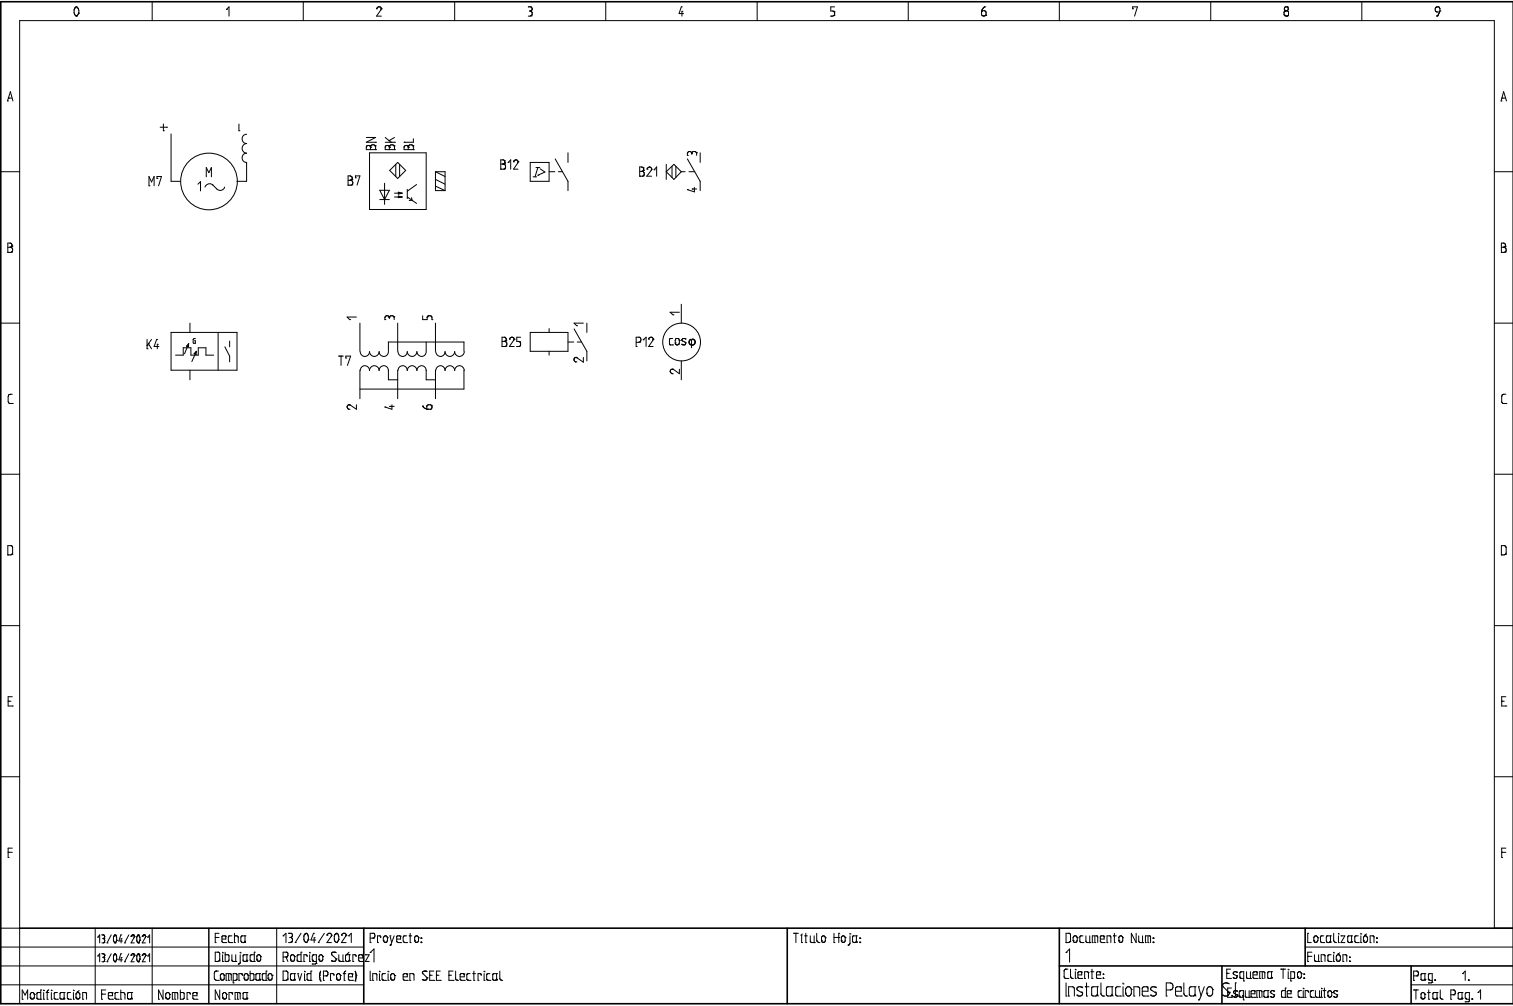 0 1 2 3 4 5 6 7 8 9
A A
+ l
M7 M
1
BN BK BL
B7
B12
B21 3 4
B B
K4 G
1 3 5
T7
2 4 6
B25 1 2
1
P12 cosφ
2
C C
D D
E E
F F
13/04/2021 Fecha 13/04/2021 Proyecto: Título Hoja: Documento Num: Localización:
13/04/2021 Dibujado Rodrigo Suárez 1 1 Función:
Comprobado David (Profe) Inicio en SEE Electrical Cliente: Esquema Tipo: Pag. 1.
Modificación Fecha Nombre Norma Instalaciones Pelayo S.L. Esquemas de circuitos Total Pag. 1